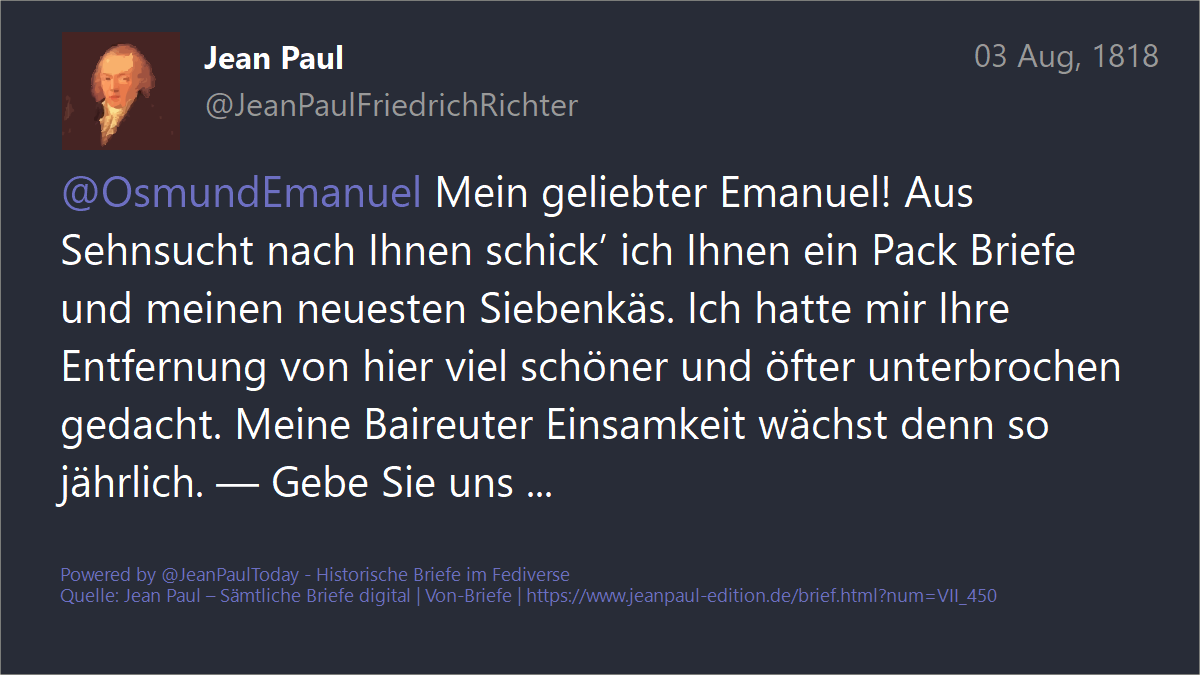 Jean Paul
03 Aug, 1818
@JeanPaulFriedrichRichter
@OsmundEmanuel Mein geliebter Emanuel! Aus
Sehnsucht nach Ihnen schick’ ich Ihnen ein Pack Briefe
und meinen neuesten Siebenkäs. Ich hatte mir Ihre
Entfernung von hier viel schöner und öfter unterbrochen
gedacht. Meine Baireuter Einsamkeit wächst denn so
jährlich. — Gebe Sie uns ...
Powered by @JeanPaulToday - Historische Briefe im Fediverse
Quelle: Jean Paul – Sämtliche Briefe digital | Von-Briefe | https://www.jeanpaul-edition.de/brief.html?num=VII_450